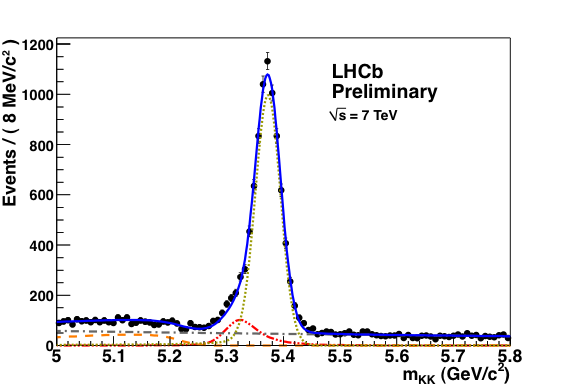 Events / ( 8 MeV/c² )
1200
1000
800
600
400
200
0
LHCb
Preliminary
√s = 7 TeV
5 5.1 5.2 5.3 5.4 5.5 5.6 5.7 5.8
mKK (GeV/c²)